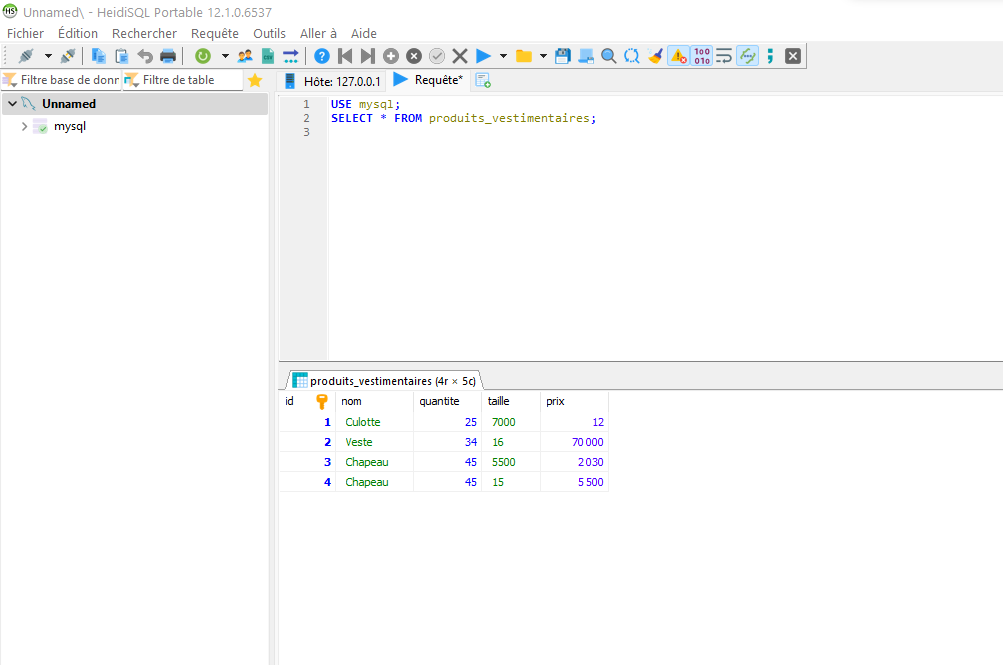 Unnamed\ - HeidiSQL Portable 12.1.0.6537
Fichier Édition Rechercher Requête Outils Aller à Aide
Filtre base de donn Filtre de table Hôte: 127.0.0.1 Requête*
Unnamed
mysql
1 USE mysql;
2 SELECT * FROM produits_vestimentaires;
3
produits_vestimentaires (4r × 5c)
id nom quantite taille prix
1 Culotte 25 7000 12
2 Veste 34 16 70 000
3 Chapeau 45 5500 2 030
4 Chapeau 45 15 5 500